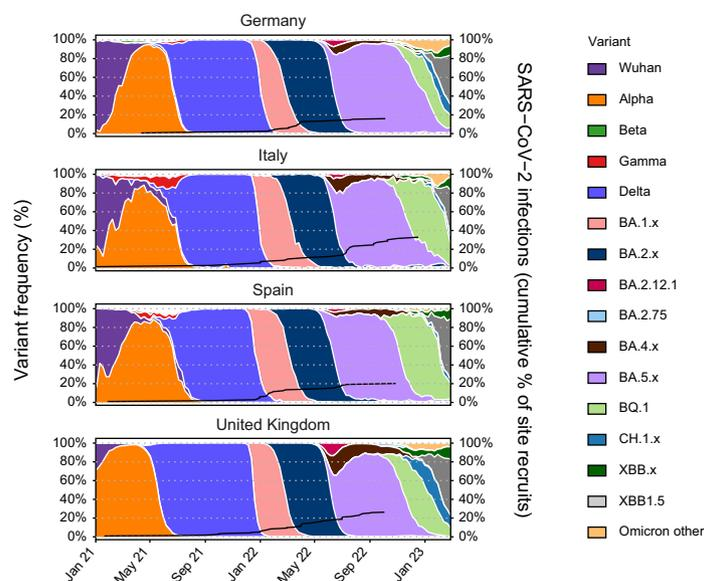 Germany
100% 100%
80% 80%
60% 60%
40% 40%
20% 20%
0% 0%
Italy
100% 100%
80% 80%
60% 60%
40% 40%
20% 20%
0% 0%
Spain
100% 100%
80% 80%
60% 60%
40% 40%
20% 20%
0% 0%
United Kingdom
100% 100%
80% 80%
60% 60%
40% 40%
20% 20%
0% 0%
Jan 21 May 21 Sep 21 Jan 22 May 22 Sep 22 Jan 23
Variant frequency (%)
SARS−CoV−2 infections (cumulative % of site recruits)
Variant
Wuhan
Alpha
Beta
Gamma
Delta
BA.1.x
BA.2.x
BA.2.12.1
BA.2.75
BA.4.x
BA.5.x
BQ.1
CH.1.x
XBB.x
XBB1.5
Omicron other